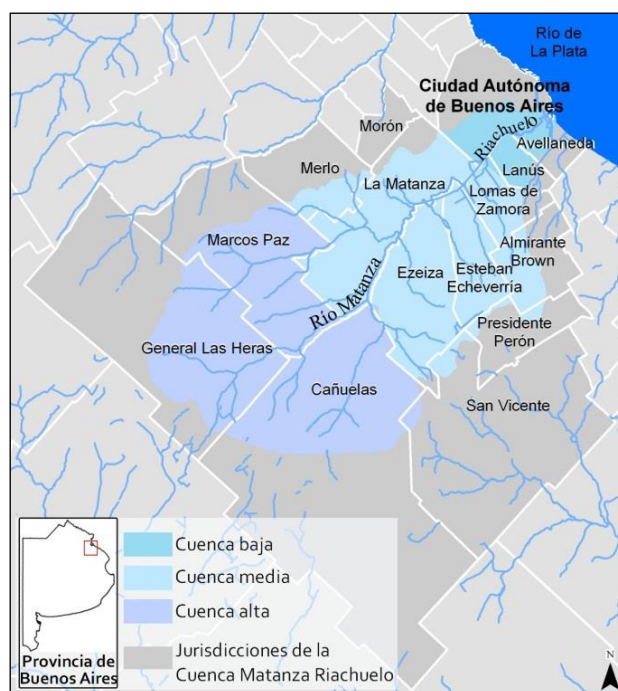 Río de
La Plata
Ciudad Autónoma
de Buenos Aires
Morón
Riachuelo
Avellaneda
Merlo
Lanús
La Matanza
Lomas de
Zamora
Marcos Paz
Almirante
Brown
Ezeiza
Esteban
Echeverría
Río Matanza
Presidente
Perón
General Las Heras
Cañuelas
San Vicente
Cuenca baja
Cuenca media
Cuenca alta
Jurisdicciones de la
Cuenca Matanza Riachuelo
Provincia de
Buenos Aires
N